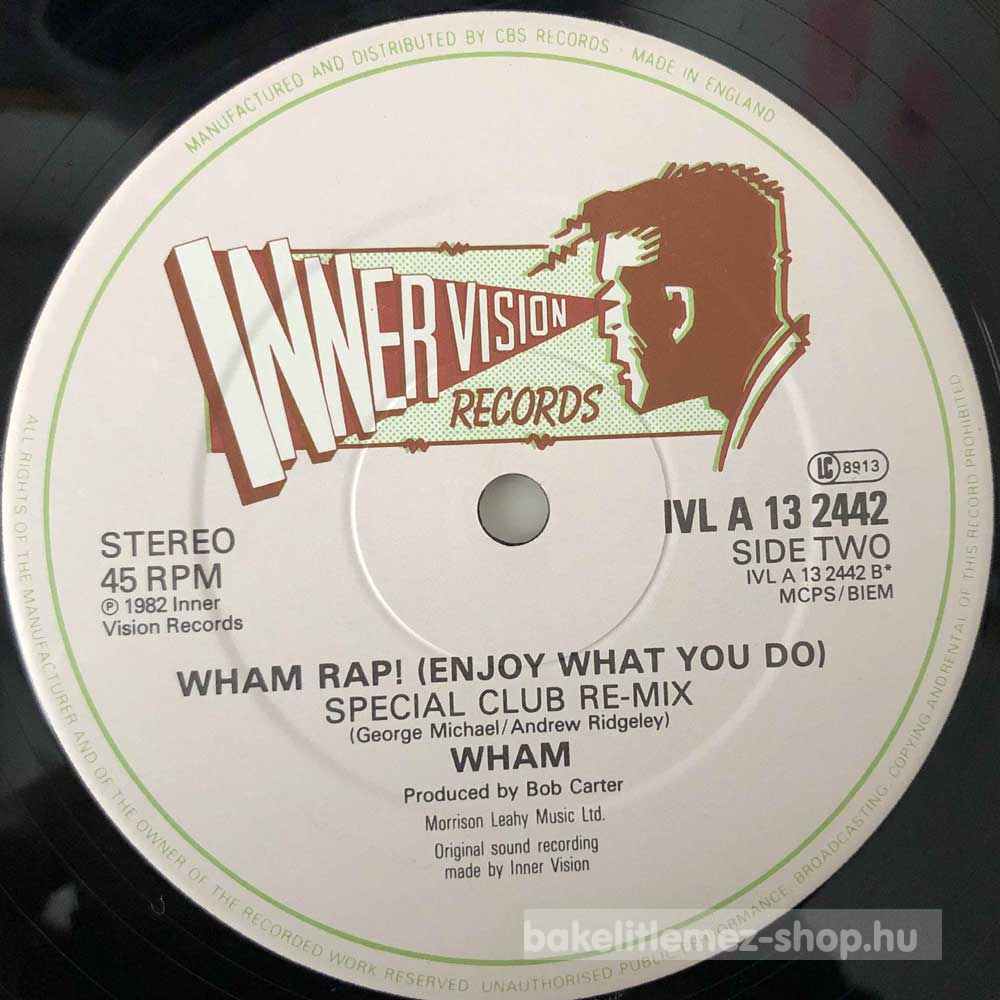 MANUFACTURED AND DISTRIBUTED BY CBS RECORDS · MADE IN ENGLAND
INNERVISION
RECORDS
LC 8913
STEREO
45 RPM
℗ 1982 Inner
Vision Records
IVL A 13 2442
SIDE TWO
IVL A 13 2442 B*
MCPS/BIEM
WHAM RAP! (ENJOY WHAT YOU DO)
SPECIAL CLUB RE-MIX
(George Michael/Andrew Ridgeley)
WHAM
Produced by Bob Carter
Morrison Leahy Music Ltd.
Original sound recording
made by Inner Vision
ALL RIGHTS OF THE MANUFACTURER AND OF THE OWNER OF THE RECORDED WORK RESERVED UNAUTHORISED PUBLIC PERFORMANCE, BROADCASTING COPYING AND RENTAL OF THIS RECORD PROHIBITED
bakelitlemez-shop.hu